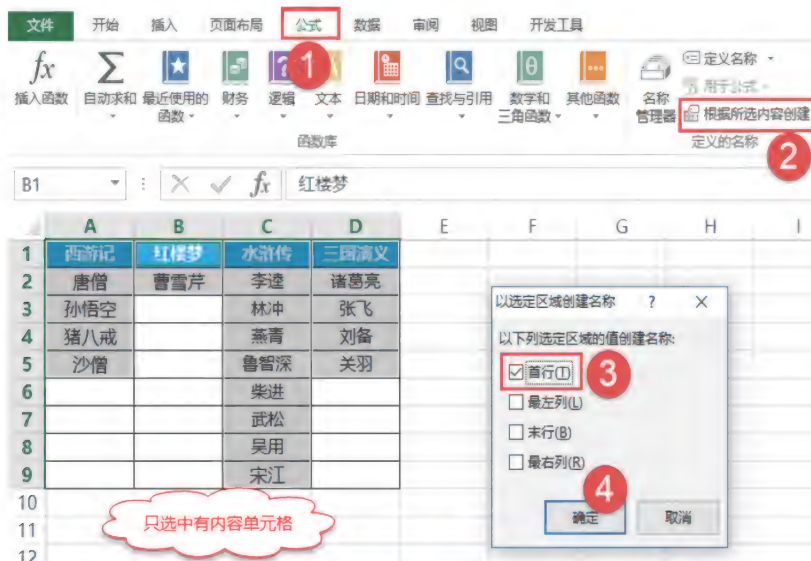 文件 开始 插入 页面布局 公式 数据 审阅 视图 开发工具
1
fx Σ θ 定义名称
用于公式
插入函数 自动求和 最近使用的函数 财务 逻辑 文本 日期和时间 查找与引用 数学和三角函数 其他函数 名称管理器 根据所选内容创建
函数库 定义的名称
2
B1 fx 红楼梦
A B C D E F G H I
1 西游记 红楼梦 水浒传 三国演义
2 唐僧 曹雪芹 李逵 诸葛亮
3 孙悟空 林冲 张飞
4 猪八戒 燕青 刘备
5 沙僧 鲁智深 关羽
6 柴进
7 武松
8 吴用
9 宋江
10
11
12
只选中有内容单元格
以选定区域创建名称 ? ×
以下列选定区域的值创建名称:
首行(T) 3
最左列(L)
末行(B)
最右列(R)
4
确定 取消